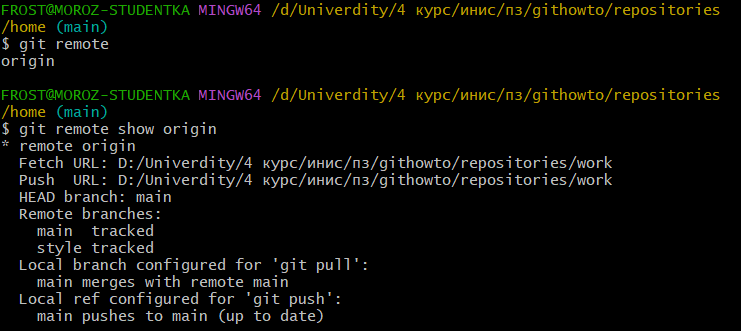 FROST@MOROZ-STUDENTKA MINGW64 /d/Univerdity/4 курс/инис/пз/githowto/repositories
/home (main)
$ git remote
origin

FROST@MOROZ-STUDENTKA MINGW64 /d/Univerdity/4 курс/инис/пз/githowto/repositories
/home (main)
$ git remote show origin
* remote origin
  Fetch URL: D:/Univerdity/4 курс/инис/пз/githowto/repositories/work
  Push  URL: D:/Univerdity/4 курс/инис/пз/githowto/repositories/work
  HEAD branch: main
  Remote branches:
    main  tracked
    style tracked
  Local branch configured for 'git pull':
    main merges with remote main
  Local ref configured for 'git push':
    main pushes to main (up to date)